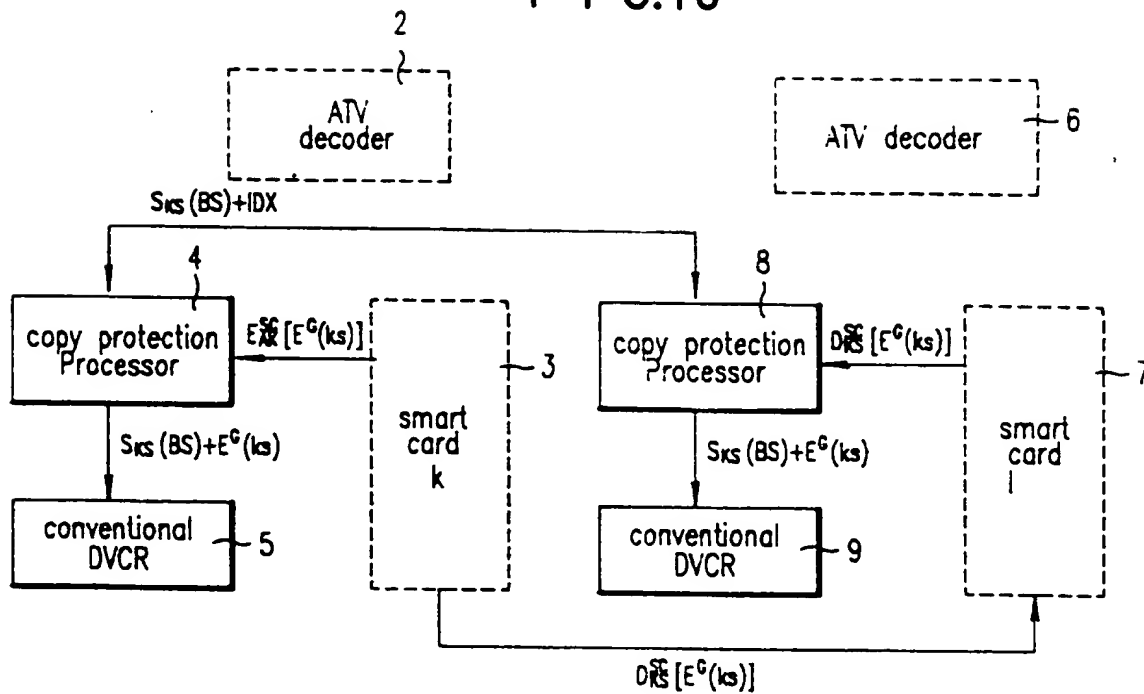 2
ATV
decoder
ATV decoder
6
S_KS(BS)+IDX
4
copy protection
Processor
[E^G(ks)]
3
8
copy protection
Processor
[E^G(ks)]
7
smart
card
k
smart
card
l
S_KS(BS)+E^G(ks)
S_KS(BS)+E^G(ks)
conventional
DVCR
5
conventional
DVCR
9
[E^G(ks)]